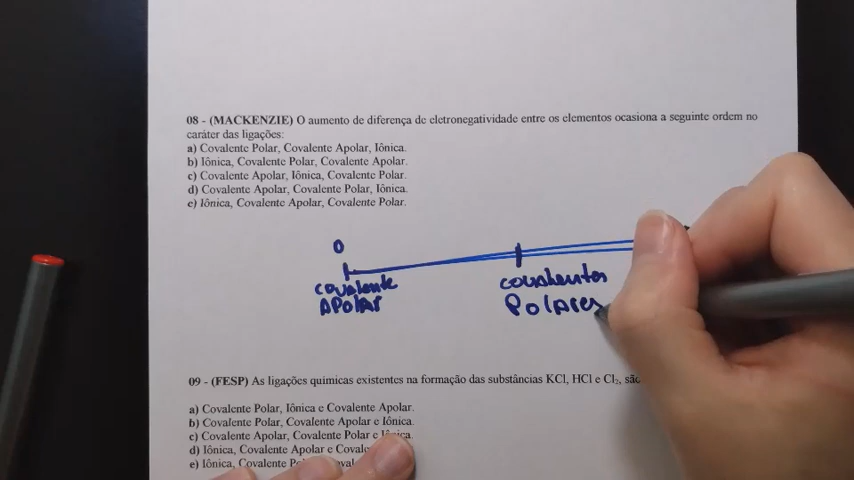 08 - (MACKENZIE) O aumento de diferença de eletronegatividade entre os elementos ocasiona a seguinte ordem no
caráter das ligações:
a) Covalente Polar, Covalente Apolar, Iônica.
b) Iônica, Covalente Polar, Covalente Apolar.
c) Covalente Apolar, Iônica, Covalente Polar.
d) Covalente Apolar, Covalente Polar, Iônica.
e) Iônica, Covalente Apolar, Covalente Polar.
0
covalente
APOlAr
covalentes
Polares
09 - (FESP) As ligações químicas existentes na formação das substâncias KCl, HCl e Cl₂, são
a) Covalente Polar, Iônica e Covalente Apolar.
b) Covalente Polar, Covalente Apolar e Iônica.
c) Covalente Apolar, Covalente Polar e Iônica.
d) Iônica, Covalente Apolar e
e) Iônica, Covalente